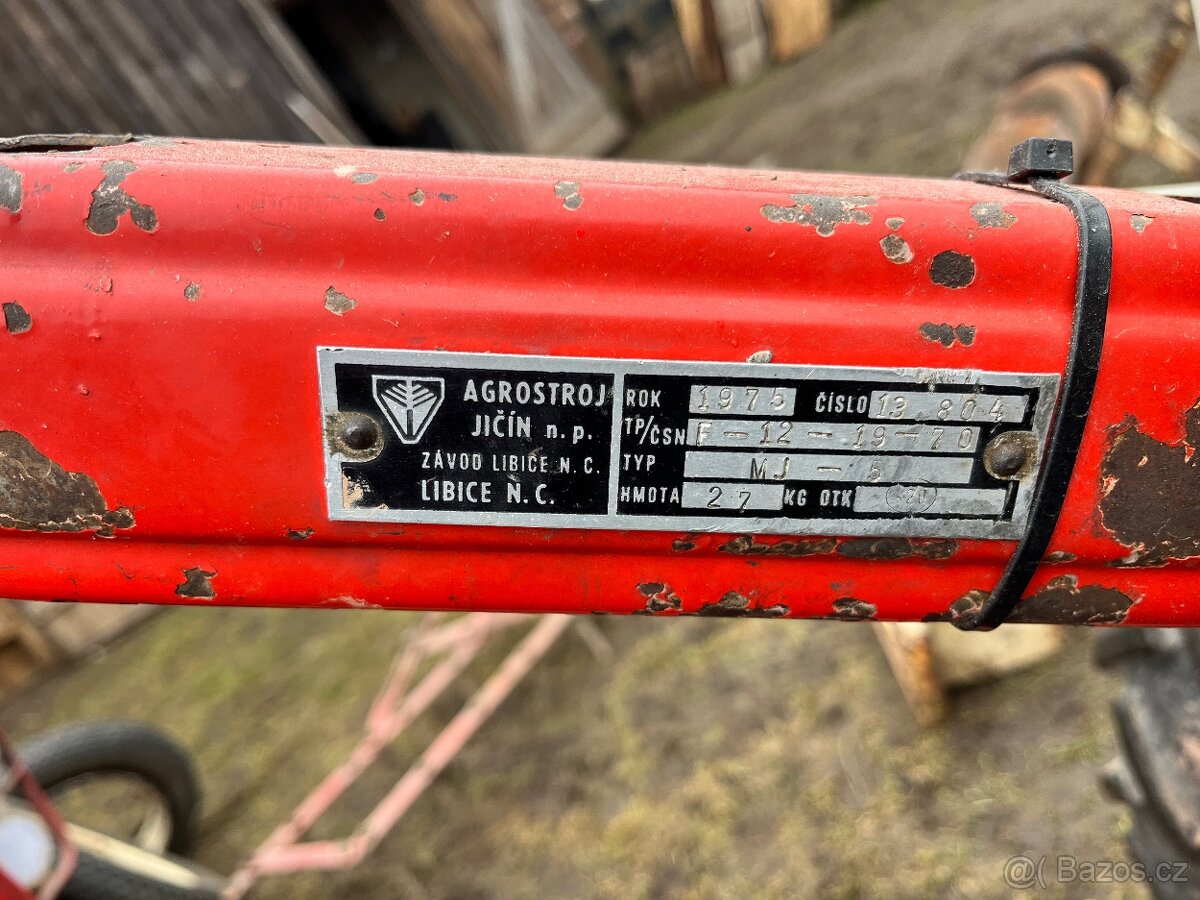 AGROSTROJ
JIČÍN n.p.
ZÁVOD LIBICE N.C.
LIBICE N.C.
ROK 1975 ČÍSLO 13 804
TP/ČSN F-12-19-70
TYP MJ-5
HMOTA 27 KG OTK
@ Bazos.cz